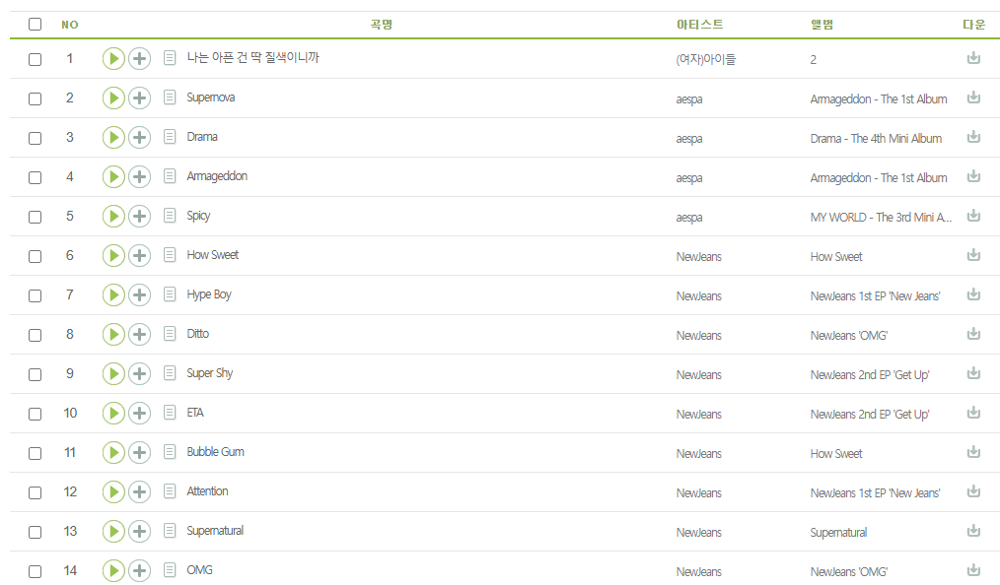 NO 곡명 아티스트 앨범 다운
1 나는 아픈 건 딱 질색이니까 (여자)아이들 2
2 Supernova aespa Armageddon - The 1st Album
3 Drama aespa Drama - The 4th Mini Album
4 Armageddon aespa Armageddon - The 1st Album
5 Spicy aespa MY WORLD - The 3rd Mini A...
6 How Sweet NewJeans How Sweet
7 Hype Boy NewJeans NewJeans 1st EP 'New Jeans'
8 Ditto NewJeans NewJeans 'OMG'
9 Super Shy NewJeans NewJeans 2nd EP 'Get Up'
10 ETA NewJeans NewJeans 2nd EP 'Get Up'
11 Bubble Gum NewJeans How Sweet
12 Attention NewJeans NewJeans 1st EP 'New Jeans'
13 Supernatural NewJeans Supernatural
14 OMG NewJeans NewJeans 'OMG'